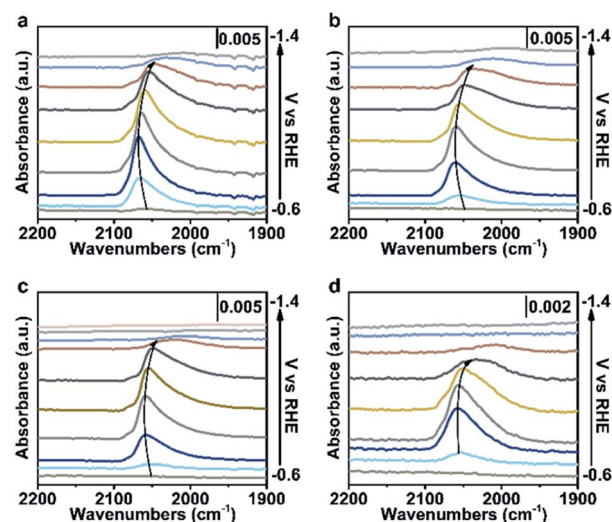 a
0.005
-1.4
Absorbance (a.u.)
V vs RHE
-0.6
2200 2100 2000 1900
Wavenumbers (cm⁻¹)
b
0.005
-1.4
Absorbance (a.u.)
V vs RHE
-0.6
2200 2100 2000 1900
Wavenumbers (cm⁻¹)
c
0.005
-1.4
Absorbance (a.u.)
V vs RHE
-0.6
2200 2100 2000 1900
Wavenumbers (cm⁻¹)
d
0.002
-1.4
Absorbance (a.u.)
V vs RHE
-0.6
2200 2100 2000 1900
Wavenumbers (cm⁻¹)